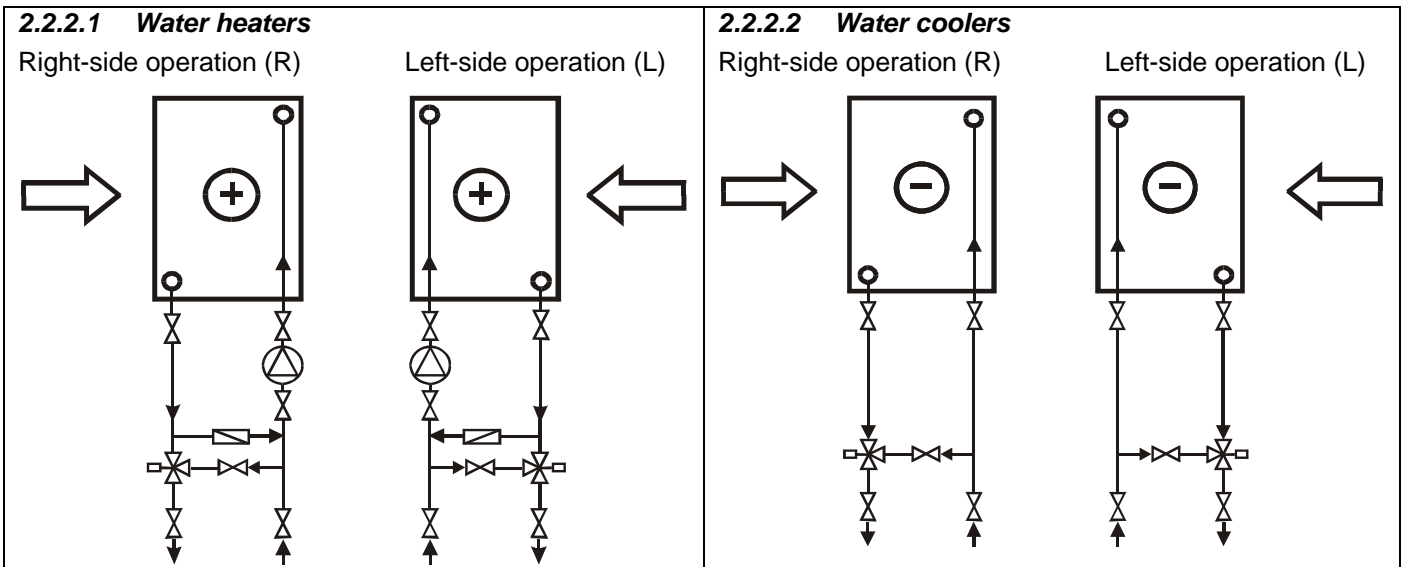 2.2.2.1 Water heaters
Right-side operation (R) Left-side operation (L)
2.2.2.2 Water coolers
Right-side operation (R) Left-side operation (L)